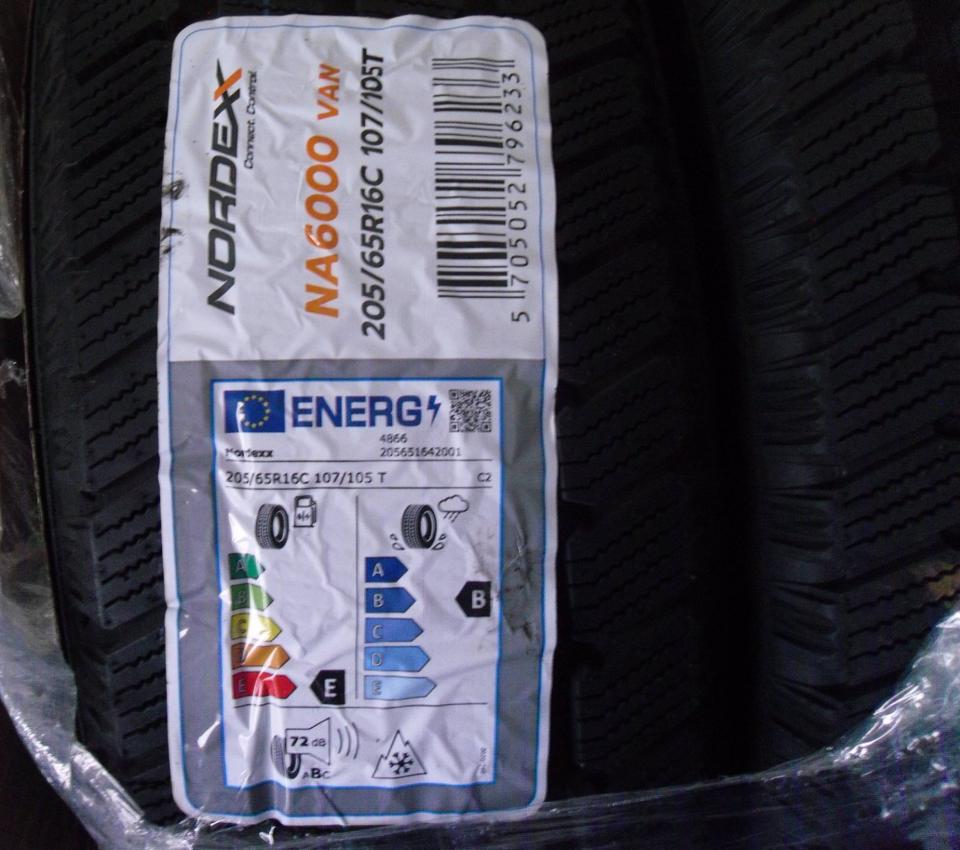 NORDEXX
Connect. Control
NA6000 VAN
205/65R16C 107/105T
5 705052 796233
ENERG
4866
Nordexx 205651642001
205/65R16C 107/105 T C2
A
B
C
D
E
E
A
B
C
D
E
B
72 dB
ABC